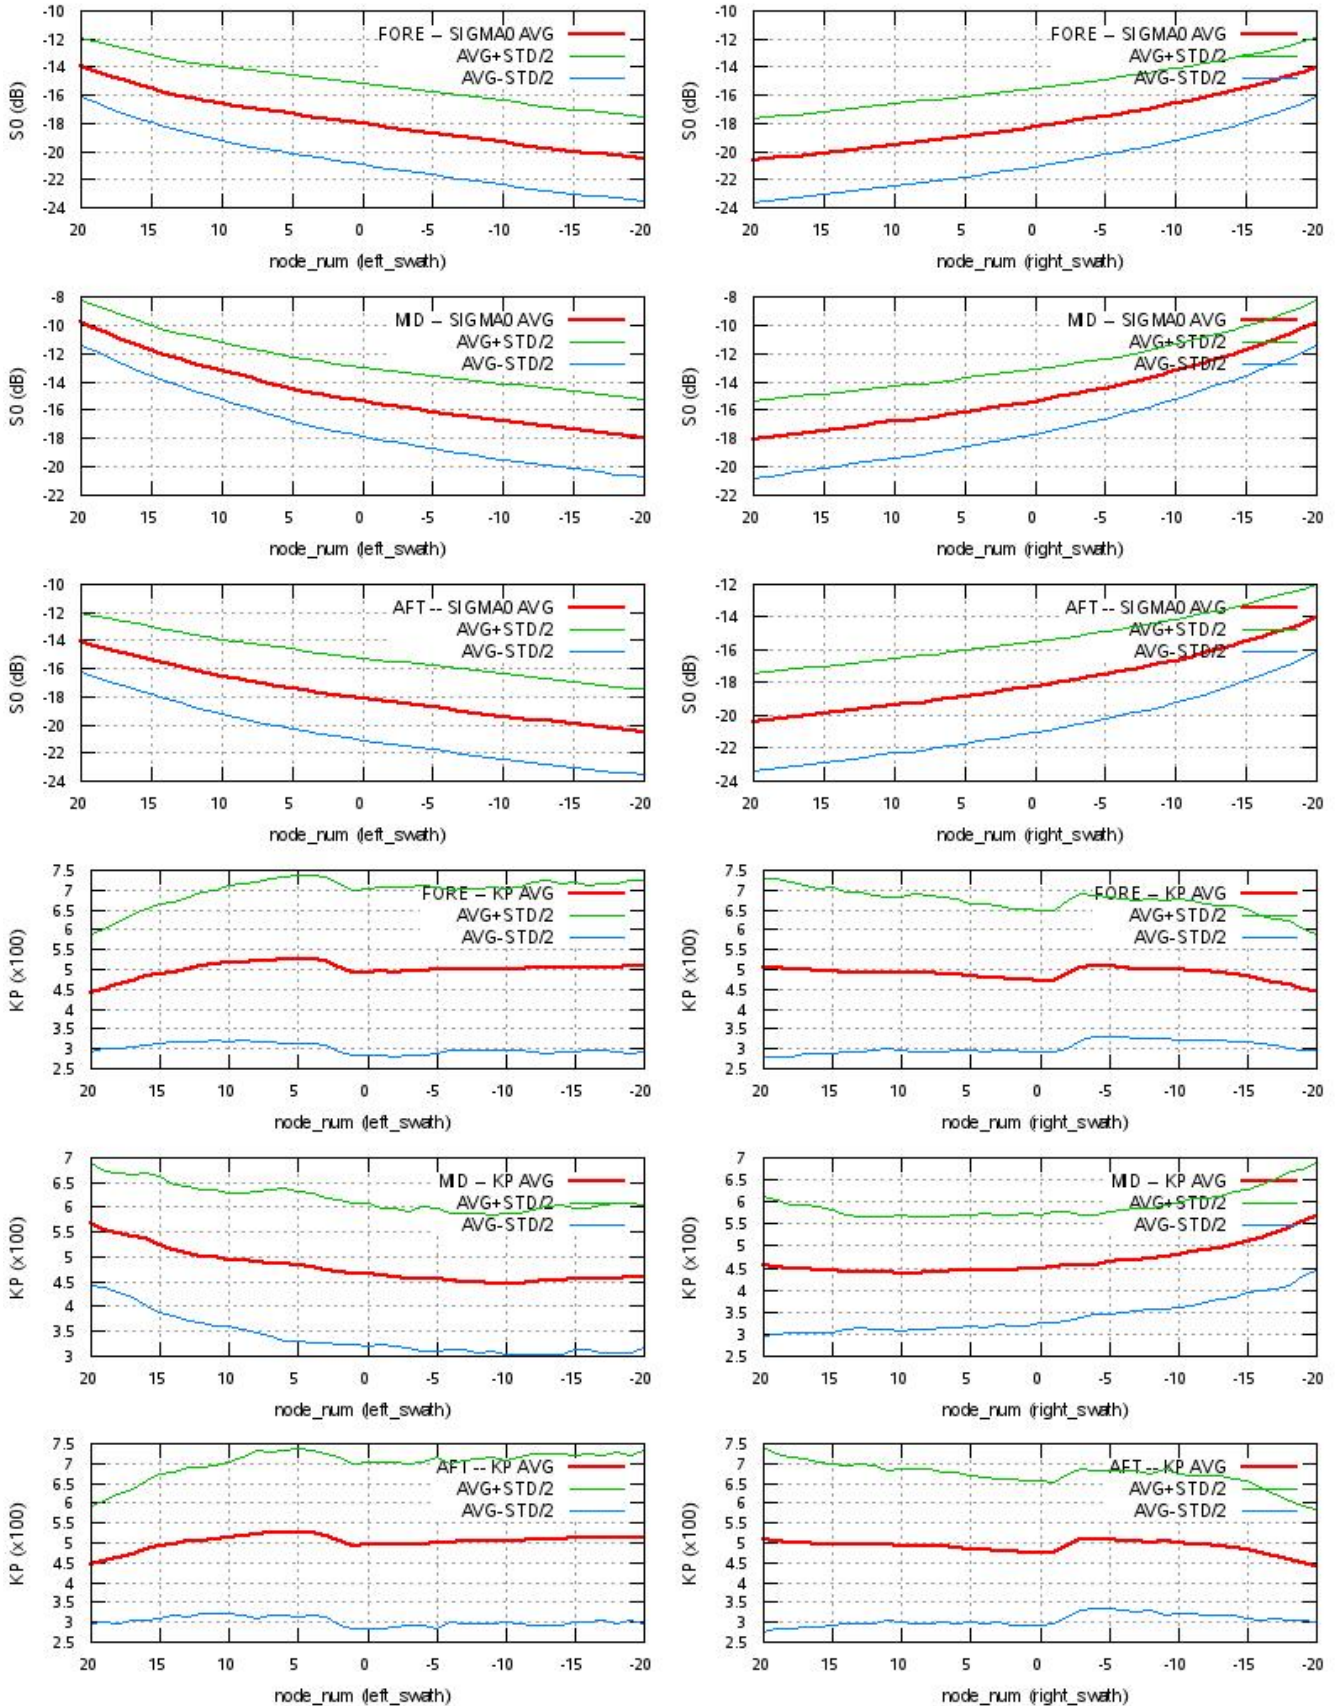 -10
-12
-14
-16
-18
-20
-22
-24
S0 (dB)
FORE -- SIGMA0 AVG
AVG+STD/2
AVG-STD/2
20 15 10 5 0 -5 -10 -15 -20
node_num (left_swath)
-10
-12
-14
-16
-18
-20
-22
-24
S0 (dB)
FORE -- SIGMA0 AVG
AVG+STD/2
AVG-STD/2
20 15 10 5 0 -5 -10 -15 -20
node_num (right_swath)
-8
-10
-12
-14
-16
-18
-20
-22
S0 (dB)
MID -- SIGMA0 AVG
AVG+STD/2
AVG-STD/2
20 15 10 5 0 -5 -10 -15 -20
node_num (left_swath)
-8
-10
-12
-14
-16
-18
-20
-22
S0 (dB)
MID -- SIGMA0 AVG
AVG+STD/2
AVG-STD/2
20 15 10 5 0 -5 -10 -15 -20
node_num (right_swath)
-10
-12
-14
-16
-18
-20
-22
-24
S0 (dB)
AFT -- SIGMA0 AVG
AVG+STD/2
AVG-STD/2
20 15 10 5 0 -5 -10 -15 -20
node_num (left_swath)
-12
-14
-16
-18
-20
-22
-24
S0 (dB)
AFT -- SIGMA0 AVG
AVG+STD/2
AVG-STD/2
20 15 10 5 0 -5 -10 -15 -20
node_num (right_swath)
7.5
7
6.5
6
5.5
5
4.5
4
3.5
3
2.5
KP (x100)
FORE -- KP AVG
AVG+STD/2
AVG-STD/2
20 15 10 5 0 -5 -10 -15 -20
node_num (left_swath)
7.5
7
6.5
6
5.5
5
4.5
4
3.5
3
2.5
KP (x100)
FORE -- KP AVG
AVG+STD/2
AVG-STD/2
20 15 10 5 0 -5 -10 -15 -20
node_num (right_swath)
7
6.5
6
5.5
5
4.5
4
3.5
3
KP (x100)
MID -- KP AVG
AVG+STD/2
AVG-STD/2
20 15 10 5 0 -5 -10 -15 -20
node_num (left_swath)
7
6.5
6
5.5
5
4.5
4
3.5
3
2.5
KP (x100)
MID -- KP AVG
AVG+STD/2
AVG-STD/2
20 15 10 5 0 -5 -10 -15 -20
node_num (right_swath)
7.5
7
6.5
6
5.5
5
4.5
4
3.5
3
2.5
KP (x100)
AFT -- KP AVG
AVG+STD/2
AVG-STD/2
20 15 10 5 0 -5 -10 -15 -20
node_num (left_swath)
7.5
7
6.5
6
5.5
5
4.5
4
3.5
3
2.5
KP (x100)
AFT -- KP AVG
AVG+STD/2
AVG-STD/2
20 15 10 5 0 -5 -10 -15 -20
node_num (right_swath)